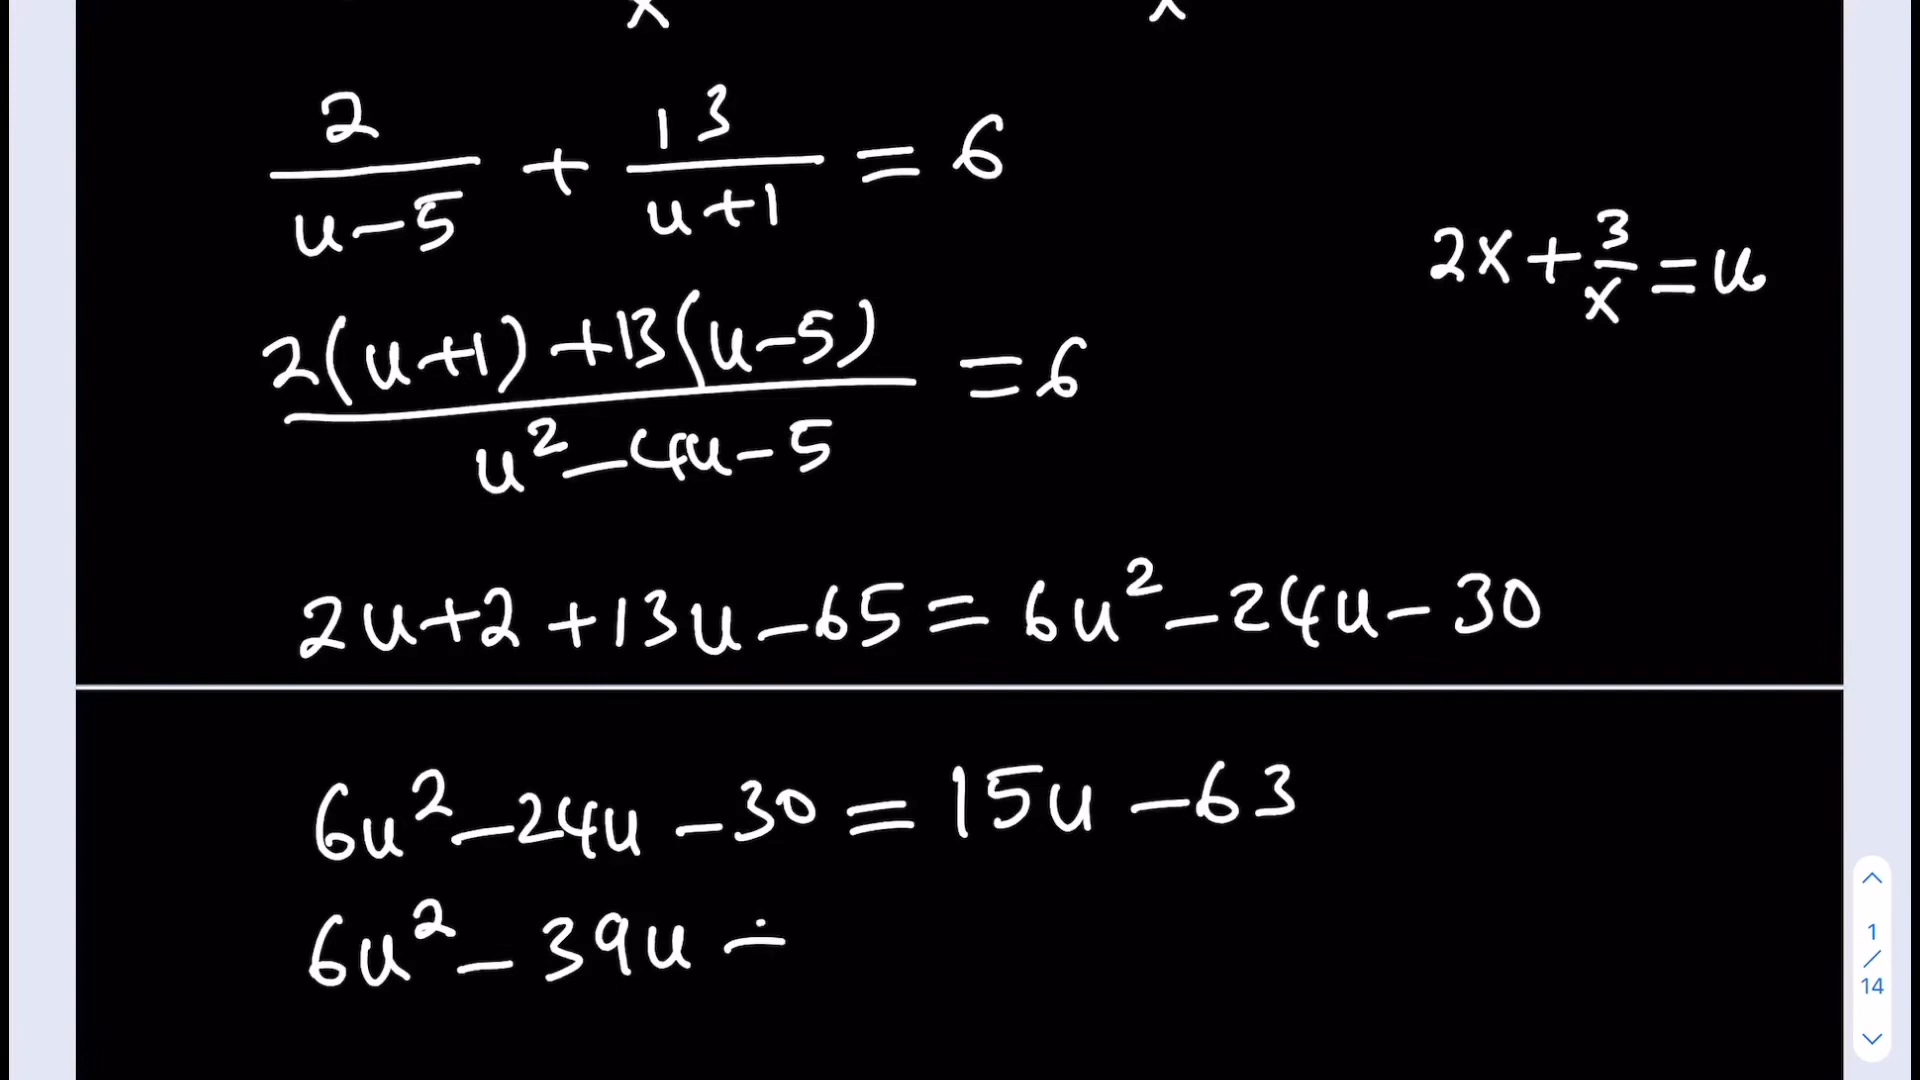 x x
2/(u-5) + 13/(u+1) = 6
2x + 3/x = u
(2(u+1) + 13(u-5))/(u² - 4u - 5) = 6
2u + 2 + 13u - 65 = 6u² - 24u - 30
6u² - 24u - 30 = 15u - 63
6u² - 39u -
1
/
14